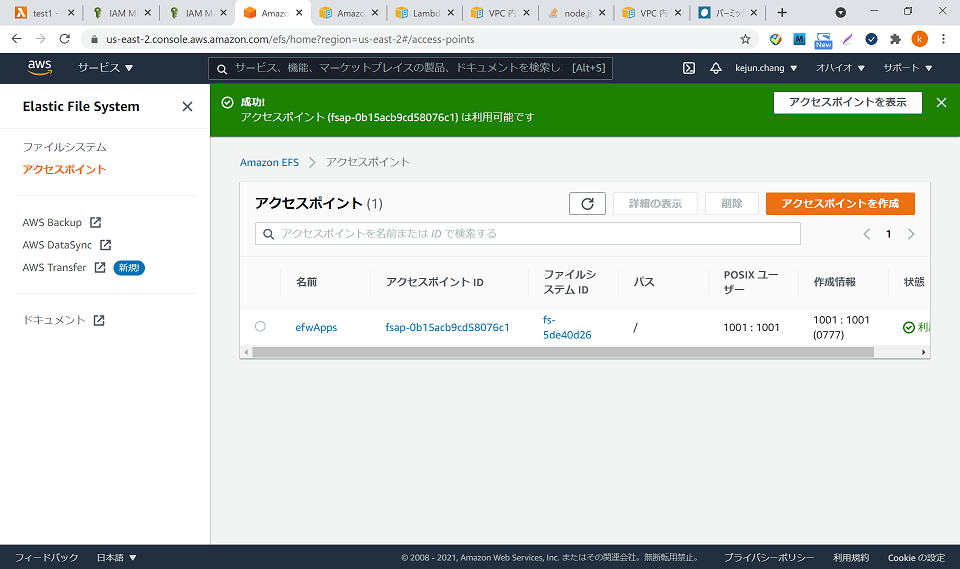 test1 -
IAM M
IAM M
Amazo
Amazo
Lambd
VPC 内
node.js
VPC 内
パーミッ
us-east-2.console.aws.amazon.com/efs/home?region=us-east-2#/access-points
New
k
aws
サービス
サービス、機能、マーケットプレイスの製品、ドキュメントを検索し
[Alt+S]
kejun.chang
オハイオ
サポート
Elastic File System
ファイルシステム
アクセスポイント
AWS Backup
AWS DataSync
AWS Transfer
新規!
ドキュメント
成功!
アクセスポイント (fsap-0b15acb9cd58076c1) は利用可能です
アクセスポイントを表示
Amazon EFS
アクセスポイント
アクセスポイント (1)
詳細の表示
削除
アクセスポイントを作成
アクセスポイントを名前または ID で検索する
1
名前
アクセスポイント ID
ファイルシ
ステム ID
パス
POSIX ユー
ザー
作成情報
状態
efwApps
fsap-0b15acb9cd58076c1
fs-
5de40d26
/
1001 : 1001
1001 : 1001
(0777)
利用
フィードバック
日本語
© 2008 - 2021, Amazon Web Services, Inc. またはその関連会社。無断転用禁止。
プライバシーポリシー
利用規約
Cookie の設定